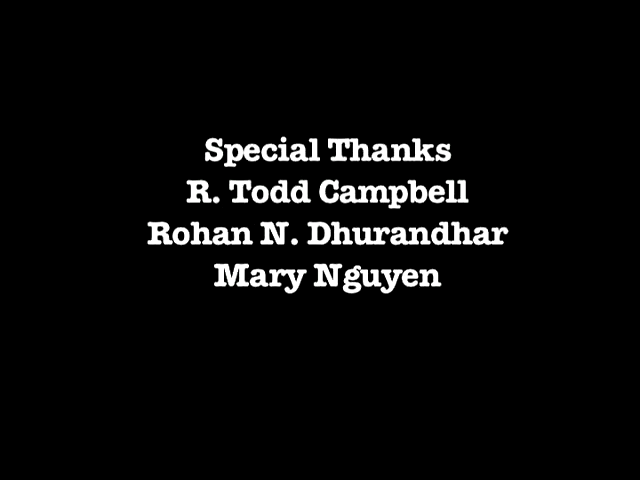 Special Thanks
R. Todd Campbell
Rohan N. Dhurandhar
Mary Nguyen